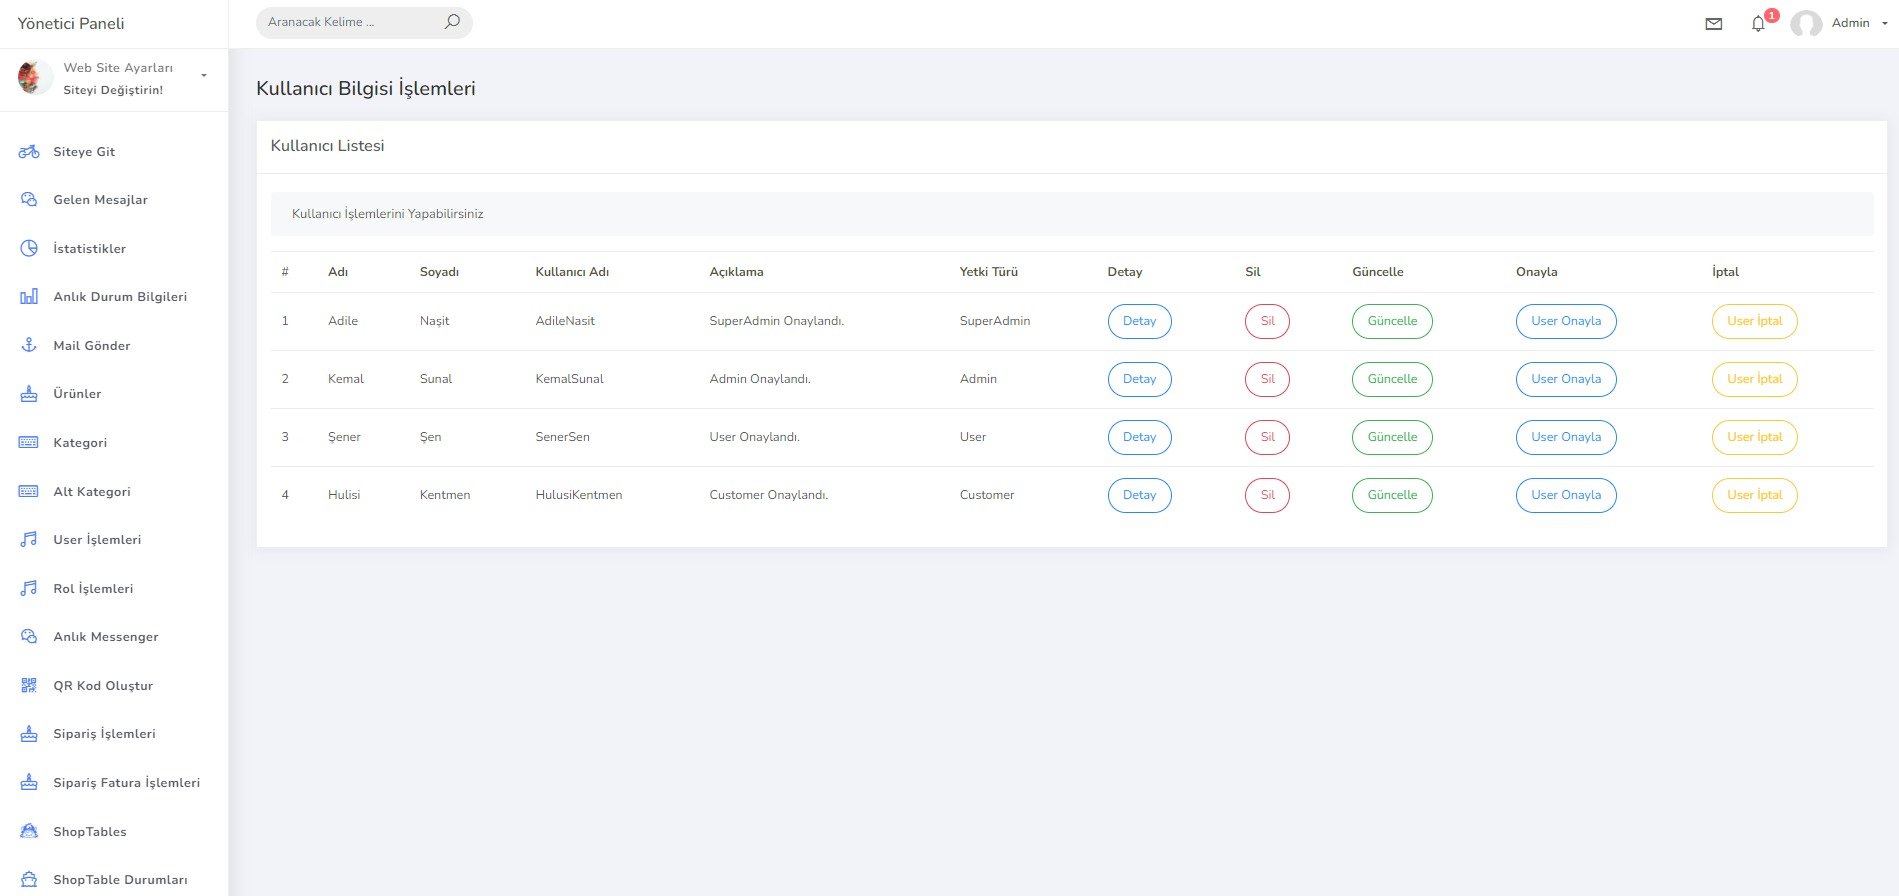 Yönetici Paneli
Aranacak Kelime ...
1
Admin
Web Site Ayarları
Siteyi Değiştirin!
Siteye Git
Gelen Mesajlar
İstatistikler
Anlık Durum Bilgileri
Mail Gönder
Ürünler
Kategori
Alt Kategori
User İşlemleri
Rol İşlemleri
Anlık Messenger
QR Kod Oluştur
Sipariş İşlemleri
Sipariş Fatura İşlemleri
ShopTables
ShopTable Durumları
Kullanıcı Bilgisi İşlemleri
Kullanıcı Listesi
Kullanıcı İşlemlerini Yapabilirsiniz
# Adı Soyadı Kullanıcı Adı Açıklama Yetki Türü Detay Sil Güncelle Onayla İptal
1 Adile Naşit AdileNasit SuperAdmin Onaylandı. SuperAdmin Detay Sil Güncelle User Onayla User İptal
2 Kemal Sunal KemalSunal Admin Onaylandı. Admin Detay Sil Güncelle User Onayla User İptal
3 Şener Şen SenerSen User Onaylandı. User Detay Sil Güncelle User Onayla User İptal
4 Hulisi Kentmen HulusiKentmen Customer Onaylandı. Customer Detay Sil Güncelle User Onayla User İptal